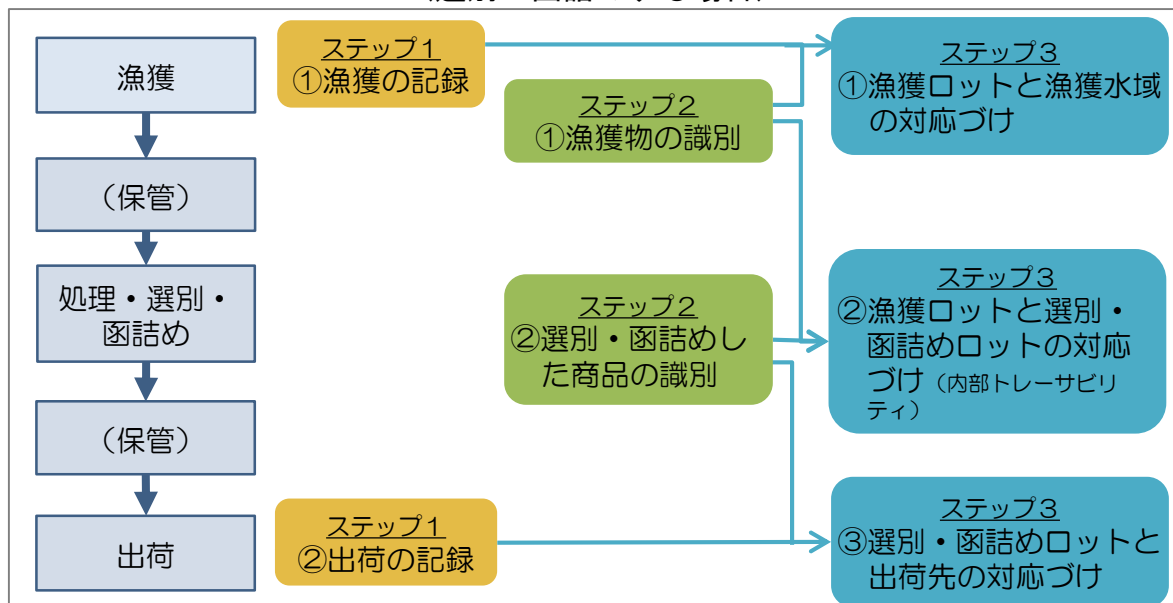 漁獲
（保管）
処理・選別・
函詰め
（保管）
出荷
ステップ１
①漁獲の記録
ステップ１
②出荷の記録
ステップ２
①漁獲物の識別
ステップ２
②選別・函詰めし
た商品の識別
ステップ３
①漁獲ロットと漁獲水域
の対応づけ
ステップ３
②漁獲ロットと選別・
函詰めロットの対応
づけ（内部トレーサビリ
ティ）
ステップ３
③選別・函詰めロットと
出荷先の対応づけ